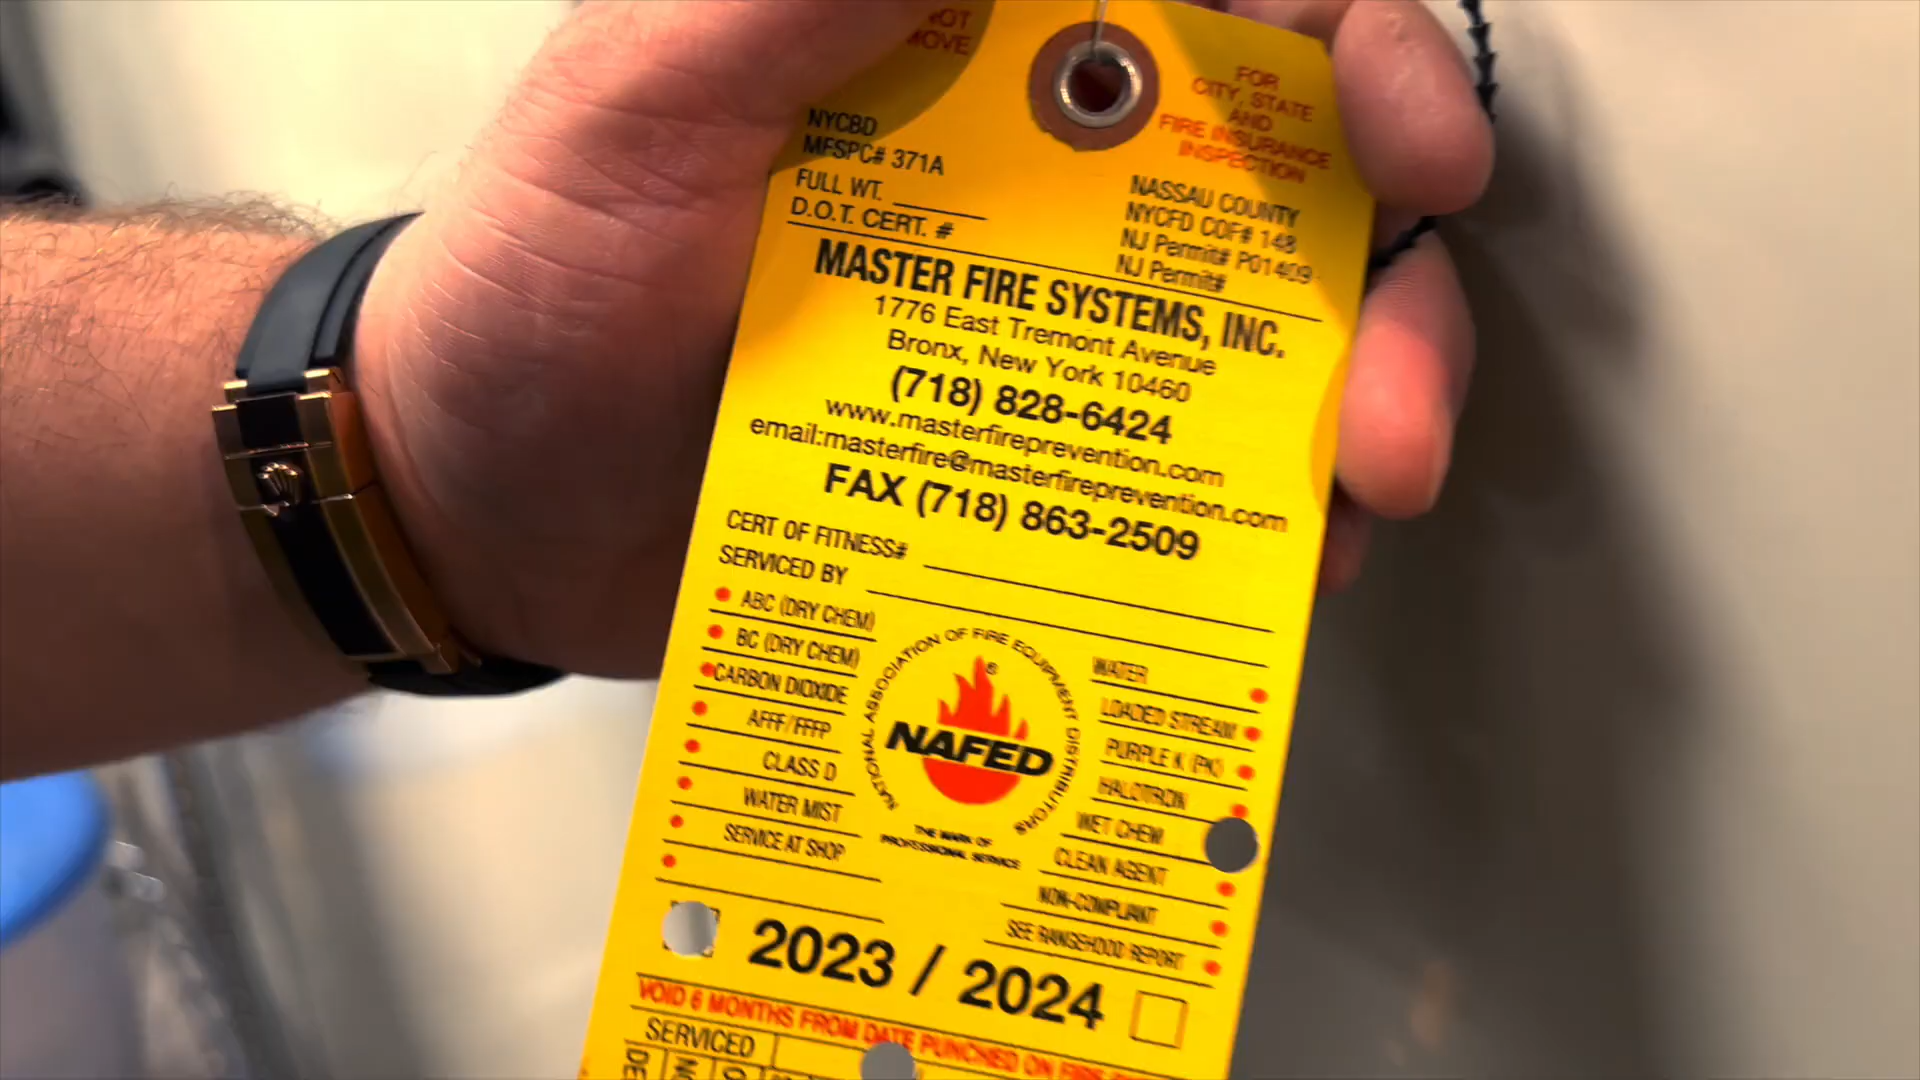 NOT
MOVE
FOR
CITY, STATE
AND
FIRE INSURANCE
INSPECTION
NYCBD
MFSPC# 371A
FULL WT.
D.O.T. CERT. #
NASSAU COUNTY
NYCFD COF# 148
NJ Permit# P01409
NJ Permit#
MASTER FIRE SYSTEMS, INC.
1776 East Tremont Avenue
Bronx, New York 10460
(718) 828-6424
www.masterfireprevention.com
email:masterfire@masterfireprevention.com
FAX (718) 863-2509
CERT OF FITNESS#
SERVICED BY
ABC (DRY CHEM)
BC (DRY CHEM)
CARBON DIOXIDE
AFFF/FFFP
CLASS D
WATER MIST
SERVICE AT SHOP
NATIONAL ASSOCIATION OF FIRE EQUIPMENT DISTRIBUTORS
®
NAFED
THE MARK OF
PROFESSIONAL SERVICE
WATER
LOADED STREAM
PURPLE K (PK)
HALOTRON
WET CHEM
CLEAN AGENT
NON-COMPLIANT
SEE RANGEHOOD REPORT
2023 / 2024
VOID 6 MONTHS FROM DATE PUNCHED ON FIRE
SERVICED